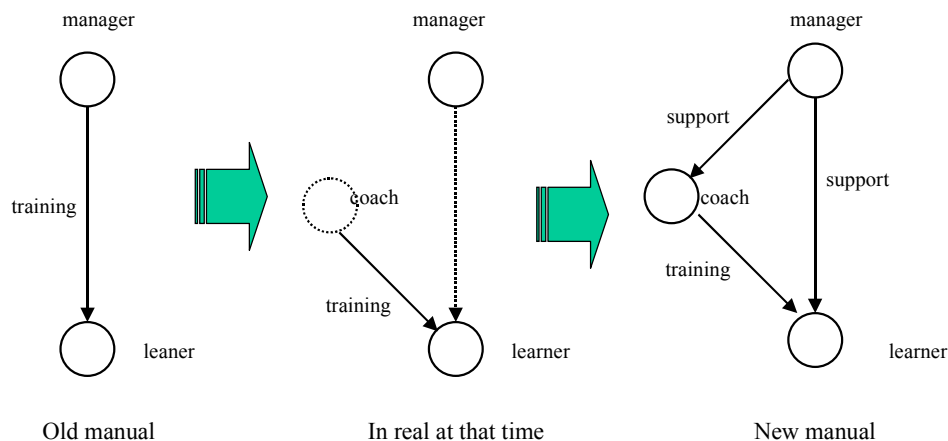 manager
training
leaner
Old manual
manager
coach
training
learner
In real at that time
manager
support
support
coach
training
learner
New manual